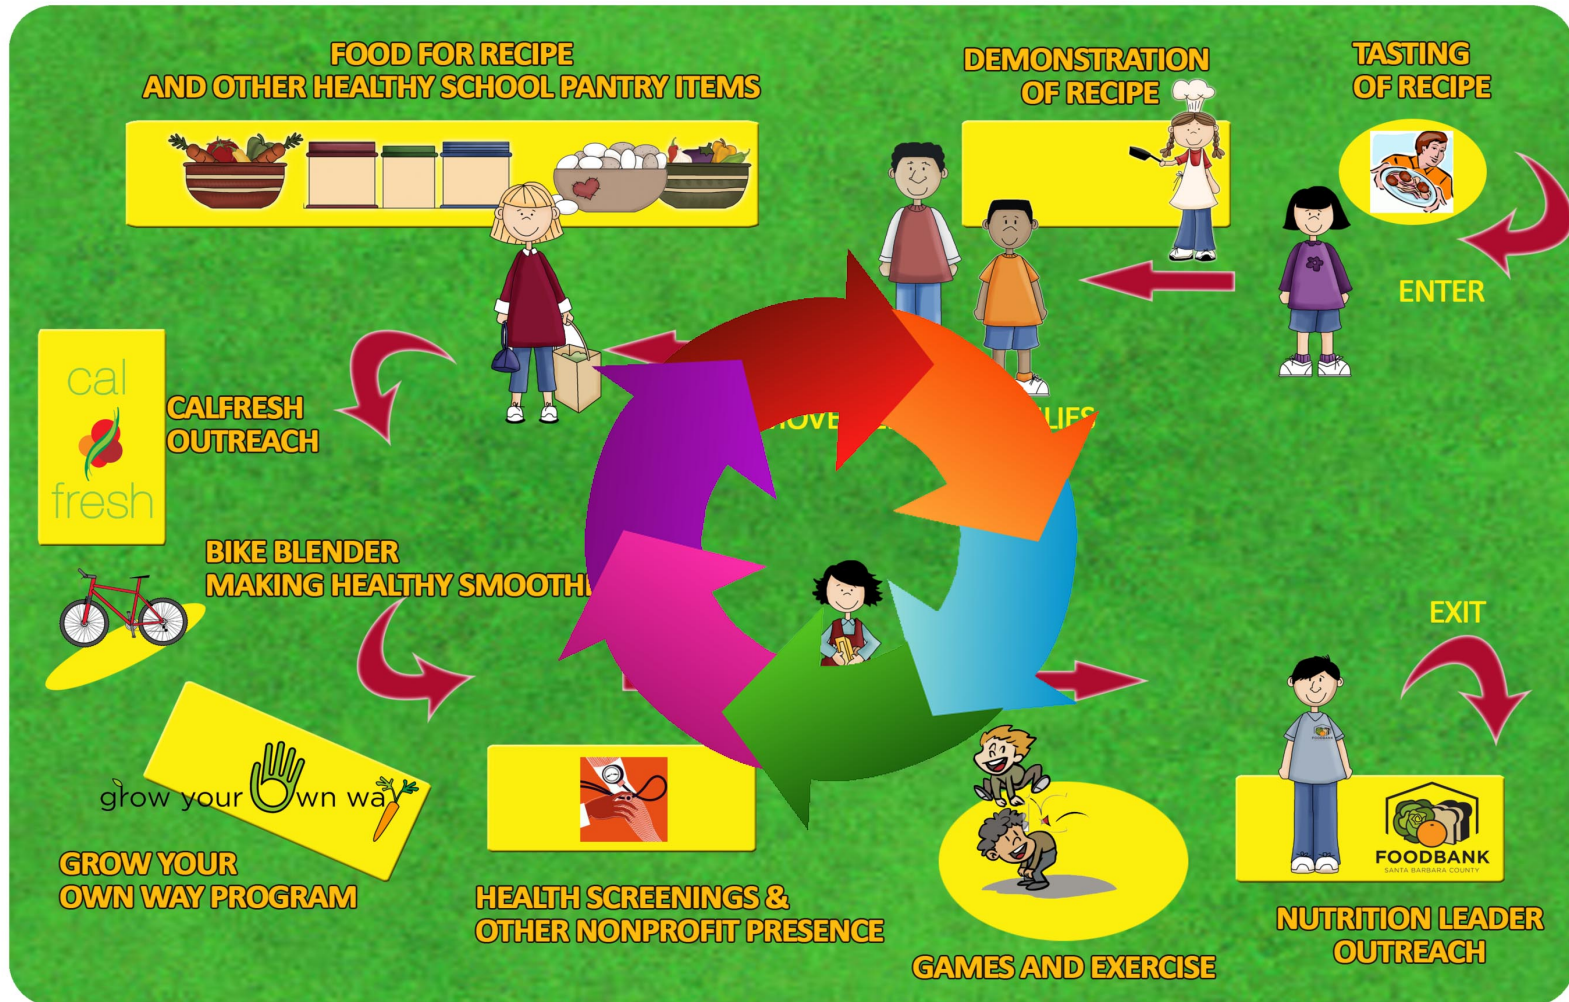 FOOD FOR RECIPE
AND OTHER HEALTHY SCHOOL PANTRY ITEMS
DEMONSTRATION
OF RECIPE
TASTING
OF RECIPE
ENTER
cal
fresh
CALFRESH
OUTREACH
BIKE BLENDER
MAKING HEALTHY
EXIT
grow your own way
GROW YOUR
OWN WAY PROGRAM
HEALTH SCREENINGS &
OTHER NONPROFIT PRESENCE
GAMES AND EXERCISE
FOODBANK
SANTA BARBARA COUNTY
NUTRITION LEADER
OUTREACH